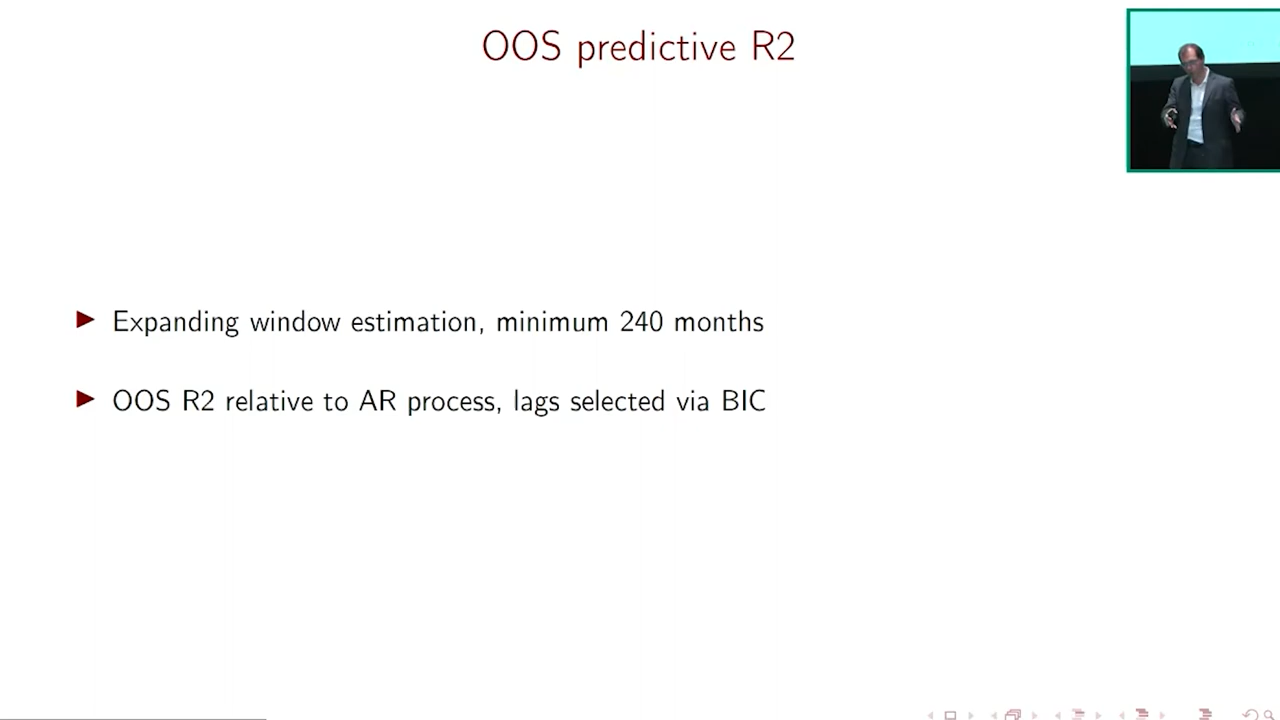 OOS predictive R2
Expanding window estimation, minimum 240 months
OOS R2 relative to AR process, lags selected via BIC